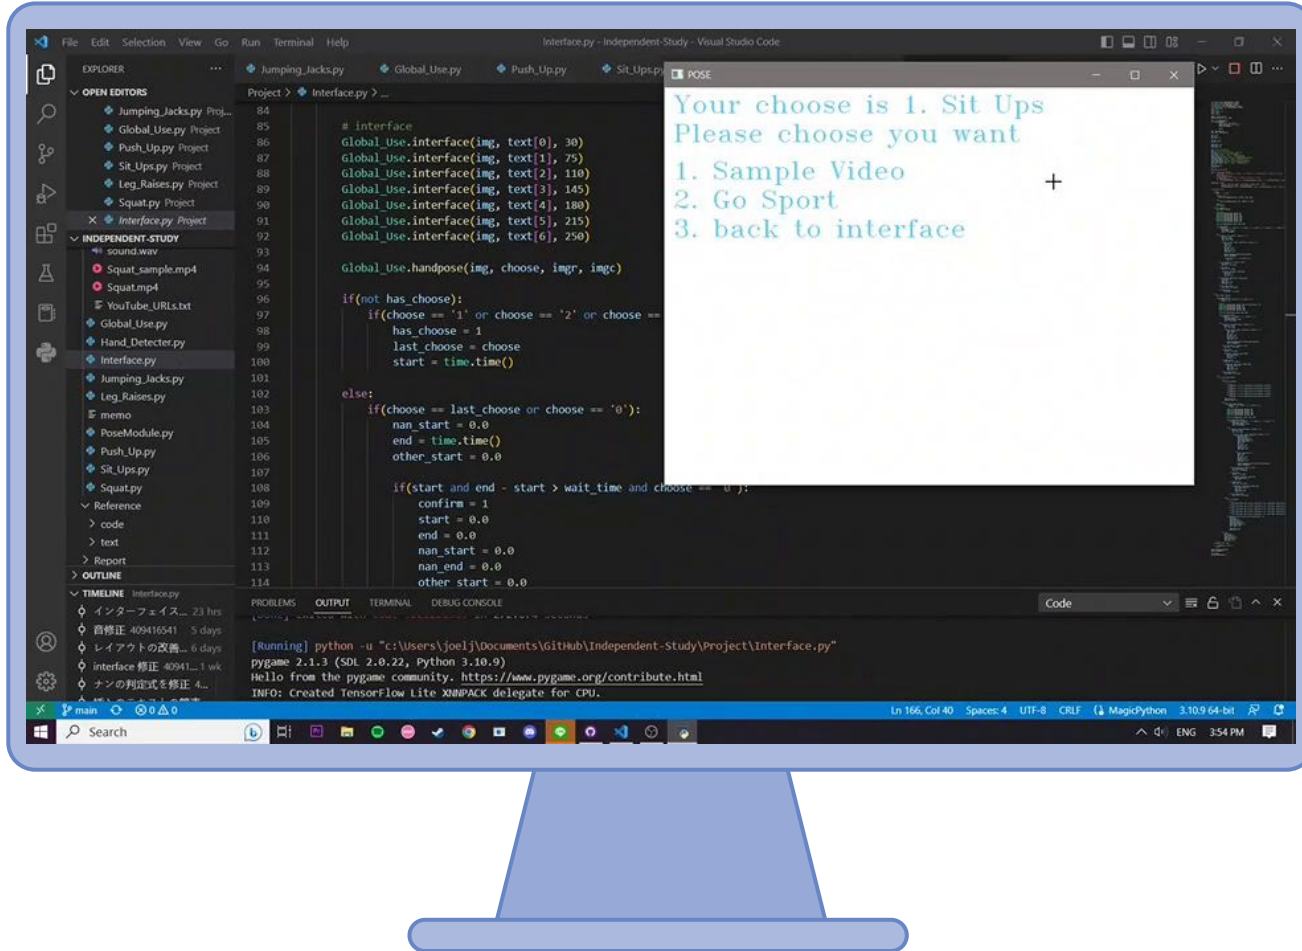 File Edit Selection View Go Run Terminal Help
Interface.py - Independent-Study - Visual Studio Code
EXPLORER
Jumping_Jacks.py Global_Use.py Push_Up.py Sit_Ups.py
OPEN EDITORS
Jumping_Jacks.py Proj...
Global_Use.py Project
Push_Up.py Project
Sit_Ups.py Project
Leg_Raises.py Project
Squat.py Project
Interface.py Project
INDEPENDENT-STUDY
sound.wav
Squat_sample.mp4
Squat.mp4
YouTube_URLs.txt
Global_Use.py
Hand_Detecter.py
Interface.py
Jumping_Jacks.py
Leg_Raises.py
memo
PoseModule.py
Push_Up.py
Sit_Ups.py
Squat.py
Reference
code
text
Report
OUTLINE
TIMELINE Interface.py
インターフェイス... 23 hrs
音修正 409416541 5 days
レイアウトの改善... 6 days
interface 修正 40941... 1 wk
ナンの判定式を修正 4...
Project > Interface.py > ...
84
85 # interface
86 Global_Use.interface(img, text[0], 30)
87 Global_Use.interface(img, text[1], 75)
88 Global_Use.interface(img, text[2], 110)
89 Global_Use.interface(img, text[3], 145)
90 Global_Use.interface(img, text[4], 180)
91 Global_Use.interface(img, text[5], 215)
92 Global_Use.interface(img, text[6], 250)
93
94 Global_Use.handpose(img, choose, imgr, imgc)
95
96 if(not has_choose):
97 if(choose == '1' or choose == '2' or choose ==
98 has_choose = 1
99 last_choose = choose
100 start = time.time()
101
102 else:
103 if(choose == last_choose or choose == '0'):
104 nan_start = 0.0
105 end = time.time()
106 other_start = 0.0
107
108 if(start and end - start > wait_time and choose == '0'):
109 confirm = 1
110 start = 0.0
111 end = 0.0
112 nan_start = 0.0
113 nan_end = 0.0
114 other_start = 0.0
POSE
Your choose is 1. Sit Ups
Please choose you want
1. Sample Video
2. Go Sport
3. back to interface
PROBLEMS OUTPUT TERMINAL DEBUG CONSOLE
Code
[Running] python -u "c:\Users\joelj\Documents\GitHub\Independent-Study\Project\Interface.py"
pygame 2.1.3 (SDL 2.0.22, Python 3.10.9)
Hello from the pygame community. https://www.pygame.org/contribute.html
INFO: Created TensorFlow Lite XNNPACK delegate for CPU.
main 0 0
Ln 166, Col 40 Spaces: 4 UTF-8 CRLF MagicPython 3.10.9 64-bit
Search
ENG 3:54 PM